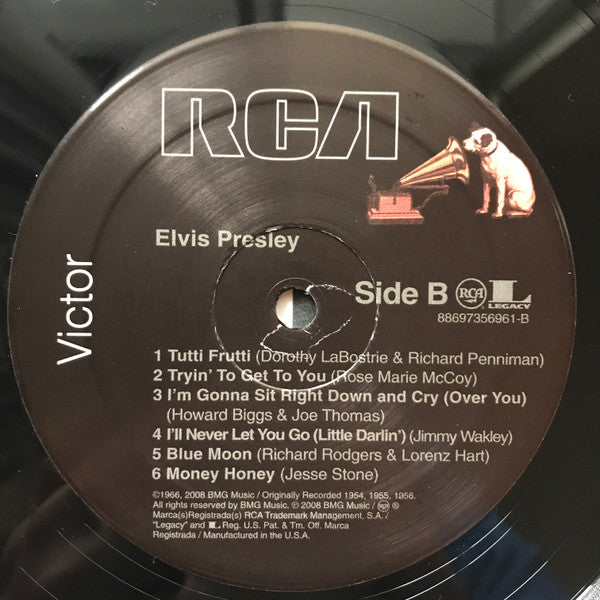 RCA
Victor
Elvis Presley
Side B RCA L LEGACY
88697356961-B
1 Tutti Frutti (Dorothy LaBostrie & Richard Penniman)
2 Tryin' To Get To You (Rose Marie McCoy)
3 I'm Gonna Sit Right Down and Cry (Over You)
(Howard Biggs & Joe Thomas)
4 I'll Never Let You Go (Little Darlin') (Jimmy Wakley)
5 Blue Moon (Richard Rodgers & Lorenz Hart)
6 Money Honey (Jesse Stone)
©1966, 2008 BMG Music / Originally Recorded 1954, 1955, 1956.
All rights reserved by BMG Music. ℗ 2008 BMG Music / RCA ®
Marca(s)Registrada(s) RCA Trademark Management, S.A./
"Legacy" and L Reg. U.S. Pat. & Tm. Off. Marca
Registrada / Manufactured in the U.S.A.